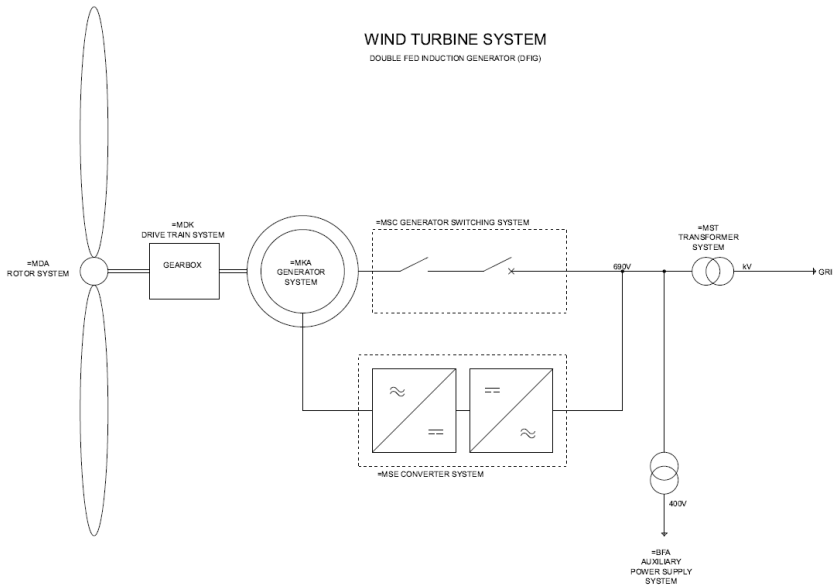 WIND TURBINE SYSTEM
DOUBLE FED INDUCTION GENERATOR (DFIG)
=MDA
ROTOR SYSTEM
=MDK
DRIVE TRAIN SYSTEM
GEARBOX
=MKA
GENERATOR
SYSTEM
=MSC GENERATOR SWITCHING SYSTEM
690V
=MST
TRANSFORMER
SYSTEM
kV
GRI
=MSE CONVERTER SYSTEM
400V
=BFA
AUXILIARY
POWER SUPPLY
SYSTEM